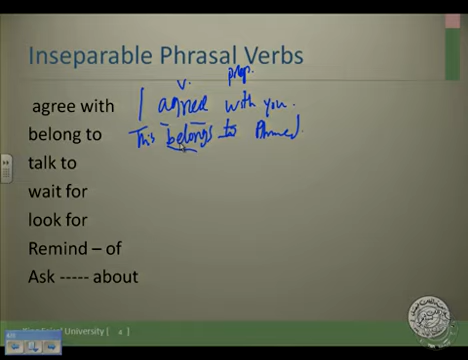 Inseparable Phrasal Verbs
v. prep.
agree with
I agreed with you.
belong to
This belongs to Ahmed.
talk to
wait for
look for
Remind – of
Ask ----- about
University [ 4 ]